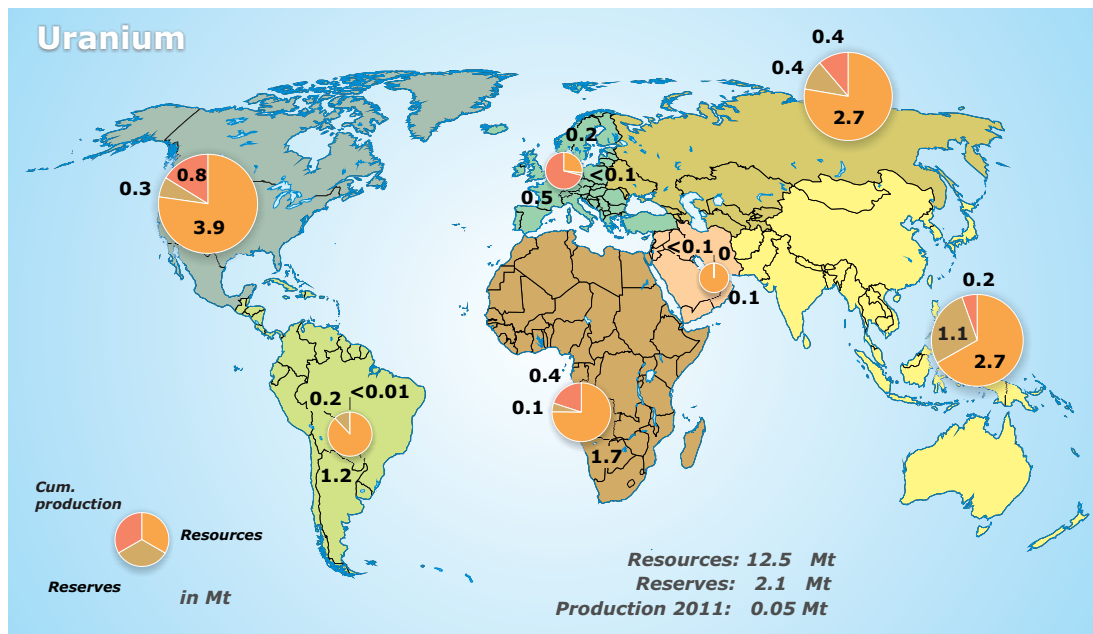 Uranium
0.4
0.4
2.7
0.2
<0.1
0.5
0.3
0.8
3.9
<0.1
0
0.1
0.2
1.1
2.7
0.2
<0.01
1.2
0.4
0.1
1.7
Cum.
production
Resources
Reserves
in Mt
Resources: 12.5 Mt
Reserves: 2.1 Mt
Production 2011: 0.05 Mt